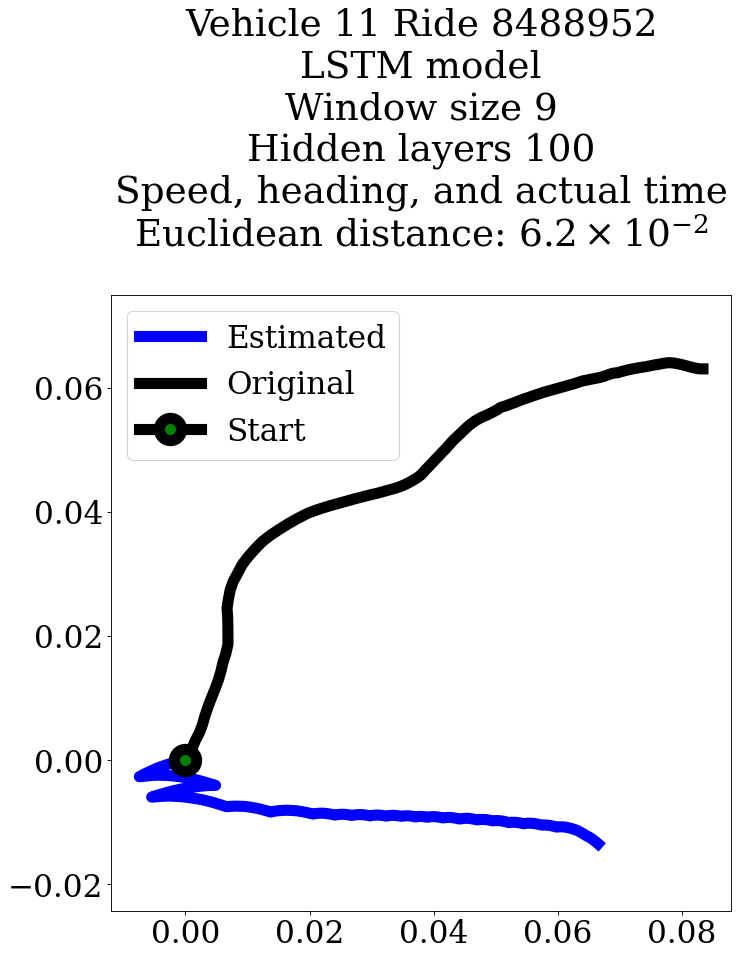 Vehicle 11 Ride 8488952
LSTM model
Window size 9
Hidden layers 100
Speed, heading, and actual time
Euclidean distance: 6.2 × 10⁻²
Estimated
Original
Start
0.06
0.04
0.02
0.00
−0.02
0.00 0.02 0.04 0.06 0.08